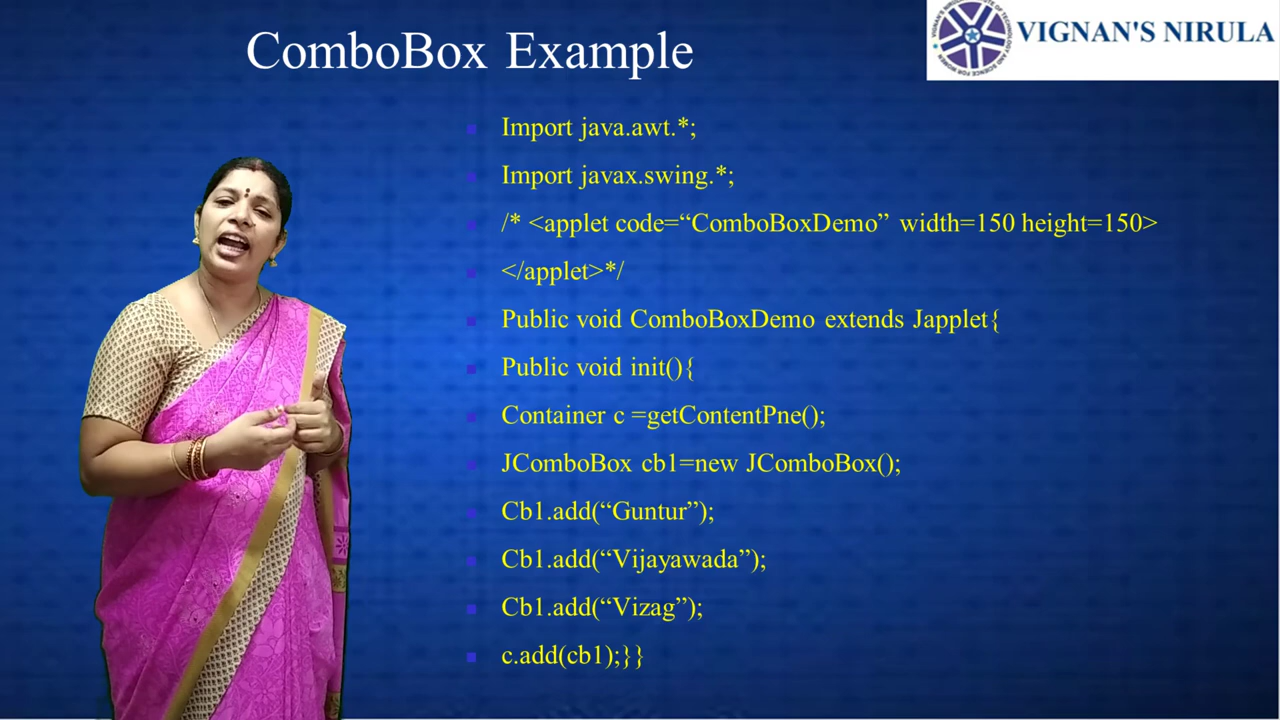 ComboBox Example
VIGNAN'S NIRULA
Import java.awt.*;
Import javax.swing.*;
/* <applet code=“ComboBoxDemo” width=150 height=150>
</applet>*/
Public void ComboBoxDemo extends Japplet{
Public void init(){
Container c =getContentPne();
JComboBox cb1=new JComboBox();
Cb1.add(“Guntur”);
Cb1.add(“Vijayawada”);
Cb1.add(“Vizag”);
c.add(cb1);}}